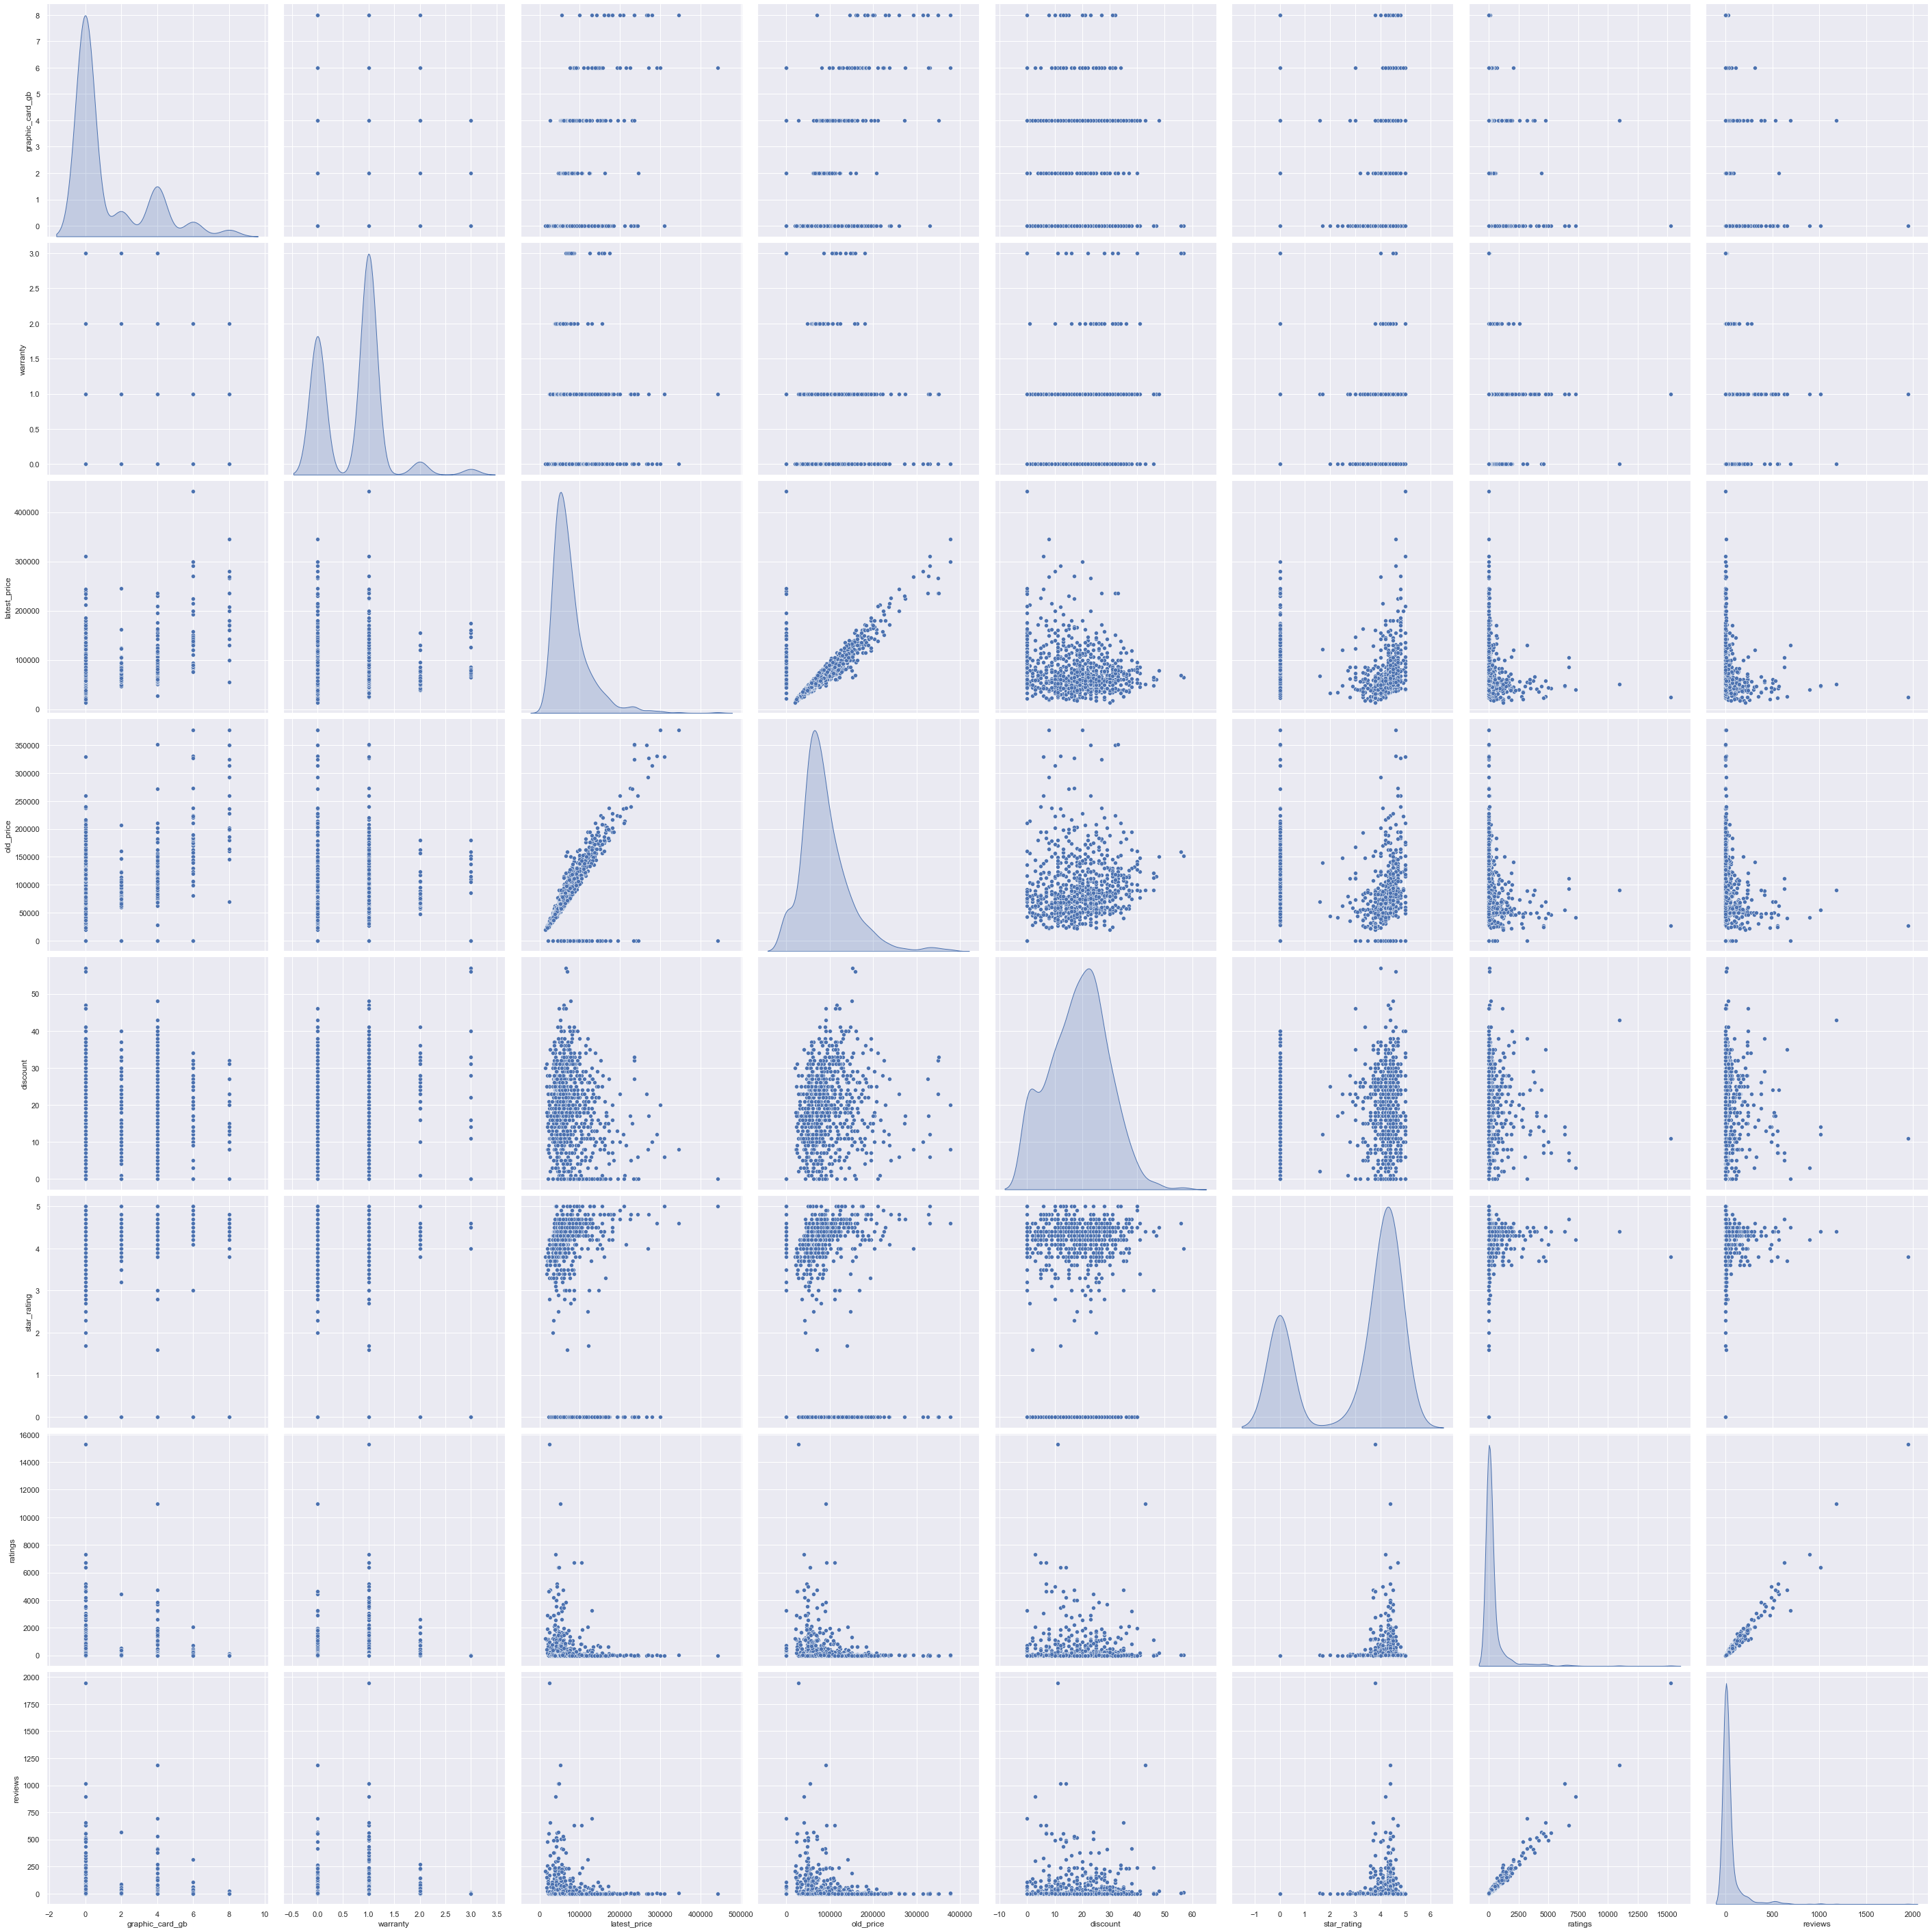 8
7
6
5
4
3
2
1
0
graphic_card_gb
3.0
2.5
2.0
1.5
1.0
0.5
0.0
warranty
400000
300000
200000
100000
0
latest_price
350000
300000
250000
200000
150000
100000
50000
0
old_price
50
40
30
20
10
0
discount
5
4
3
2
1
0
star_rating
16000
14000
12000
10000
8000
6000
4000
2000
0
ratings
2000
1750
1500
1250
1000
750
500
250
0
reviews
−2 0 2 4 6 8 10
graphic_card_gb
−0.5 0.0 0.5 1.0 1.5 2.0 2.5 3.0 3.5
warranty
0 100000 200000 300000 400000 500000
latest_price
0 100000 200000 300000 400000
old_price
−10 0 10 20 30 40 50 60
discount
−1 0 1 2 3 4 5 6
star_rating
0 2500 5000 7500 10000 12500 15000
ratings
0 500 1000 1500 2000
reviews